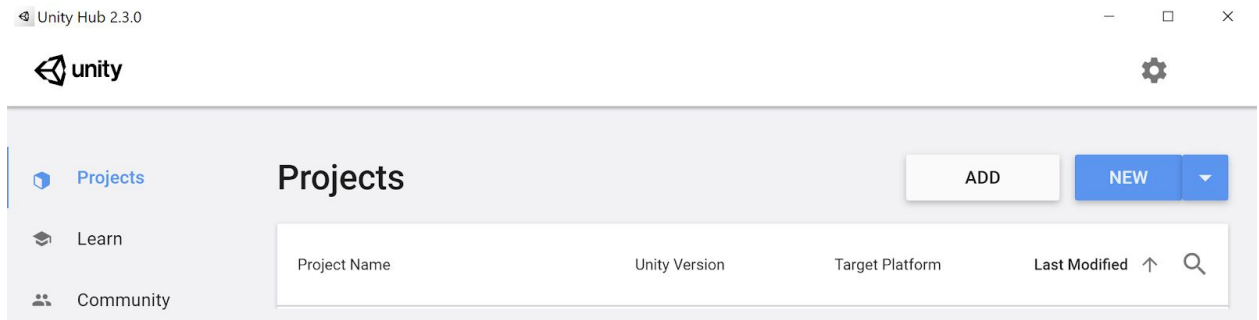 Unity Hub 2.3.0
unity
Projects
Learn
Community
Projects
ADD
NEW
Project Name
Unity Version
Target Platform
Last Modified